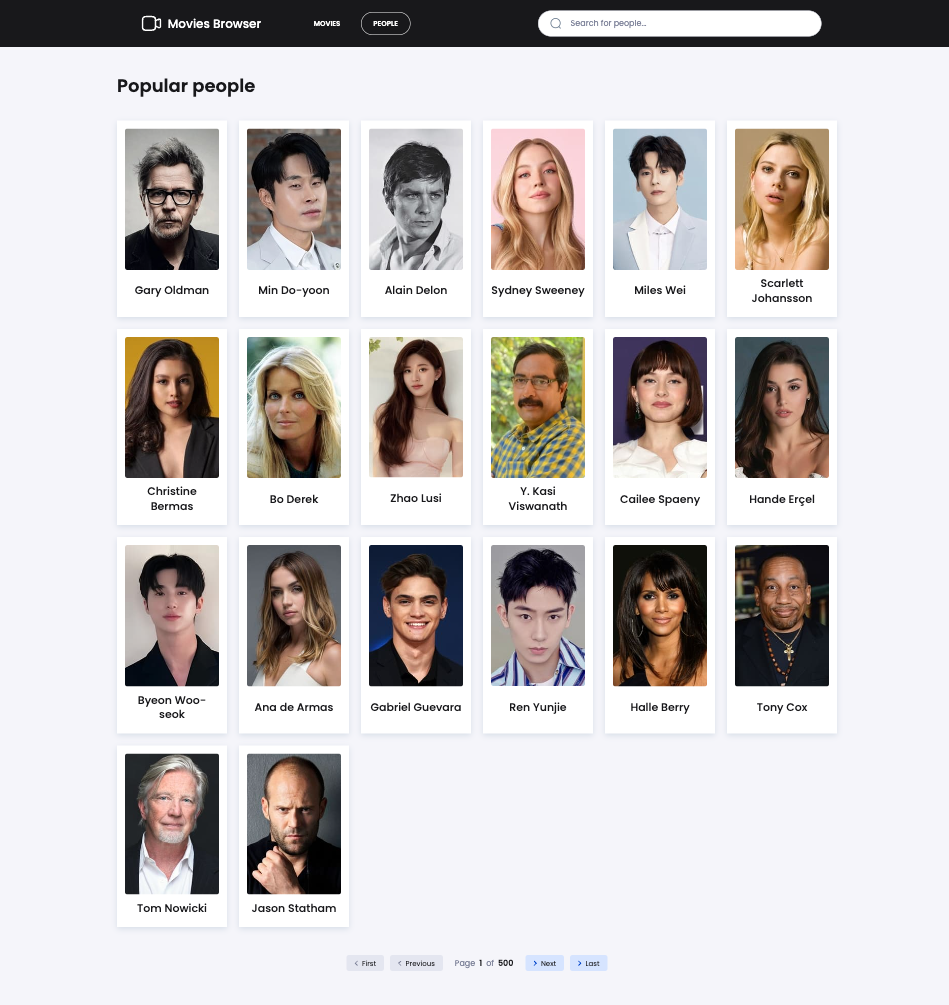 Movies Browser
MOVIES
PEOPLE
Search for people...
Popular people
Gary Oldman
Min Do-yoon
Alain Delon
Sydney Sweeney
Miles Wei
Scarlett
Johansson
Christine
Bermas
Bo Derek
Zhao Lusi
Y. Kasi
Viswanath
Cailee Spaeny
Hande Erçel
Byeon Woo-
seok
Ana de Armas
Gabriel Guevara
Ren Yunjie
Halle Berry
Tony Cox
Tom Nowicki
Jason Statham
First
Previous
Page 1 of 500
Next
Last